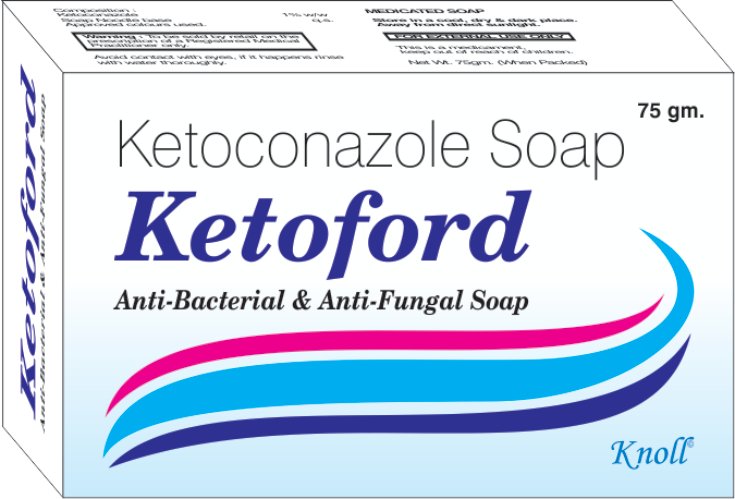 Composition :
Ketoconazole 1% w/w
Soap Noodle base q.s.
Approved colours used.
Warning : To be sold by retail on the
prescription of a Registered Medical
Practitioner only.
Avoid contact with eyes, if it happens rinse
with water thoroughly.
MEDICATED SOAP
Store in a cool, dry & dark place.
Away from direct sunlight.
FOR EXTERNAL USE ONLY
This is a medicament,
keep out of reach of children.
Net Wt. 75gm. (When Packed)
75 gm.
Ketoconazole Soap
Ketoford
Anti-Bacterial & Anti-Fungal Soap
Knoll©
Ketoford
Anti-Bacterial & Anti-Fungal Soap